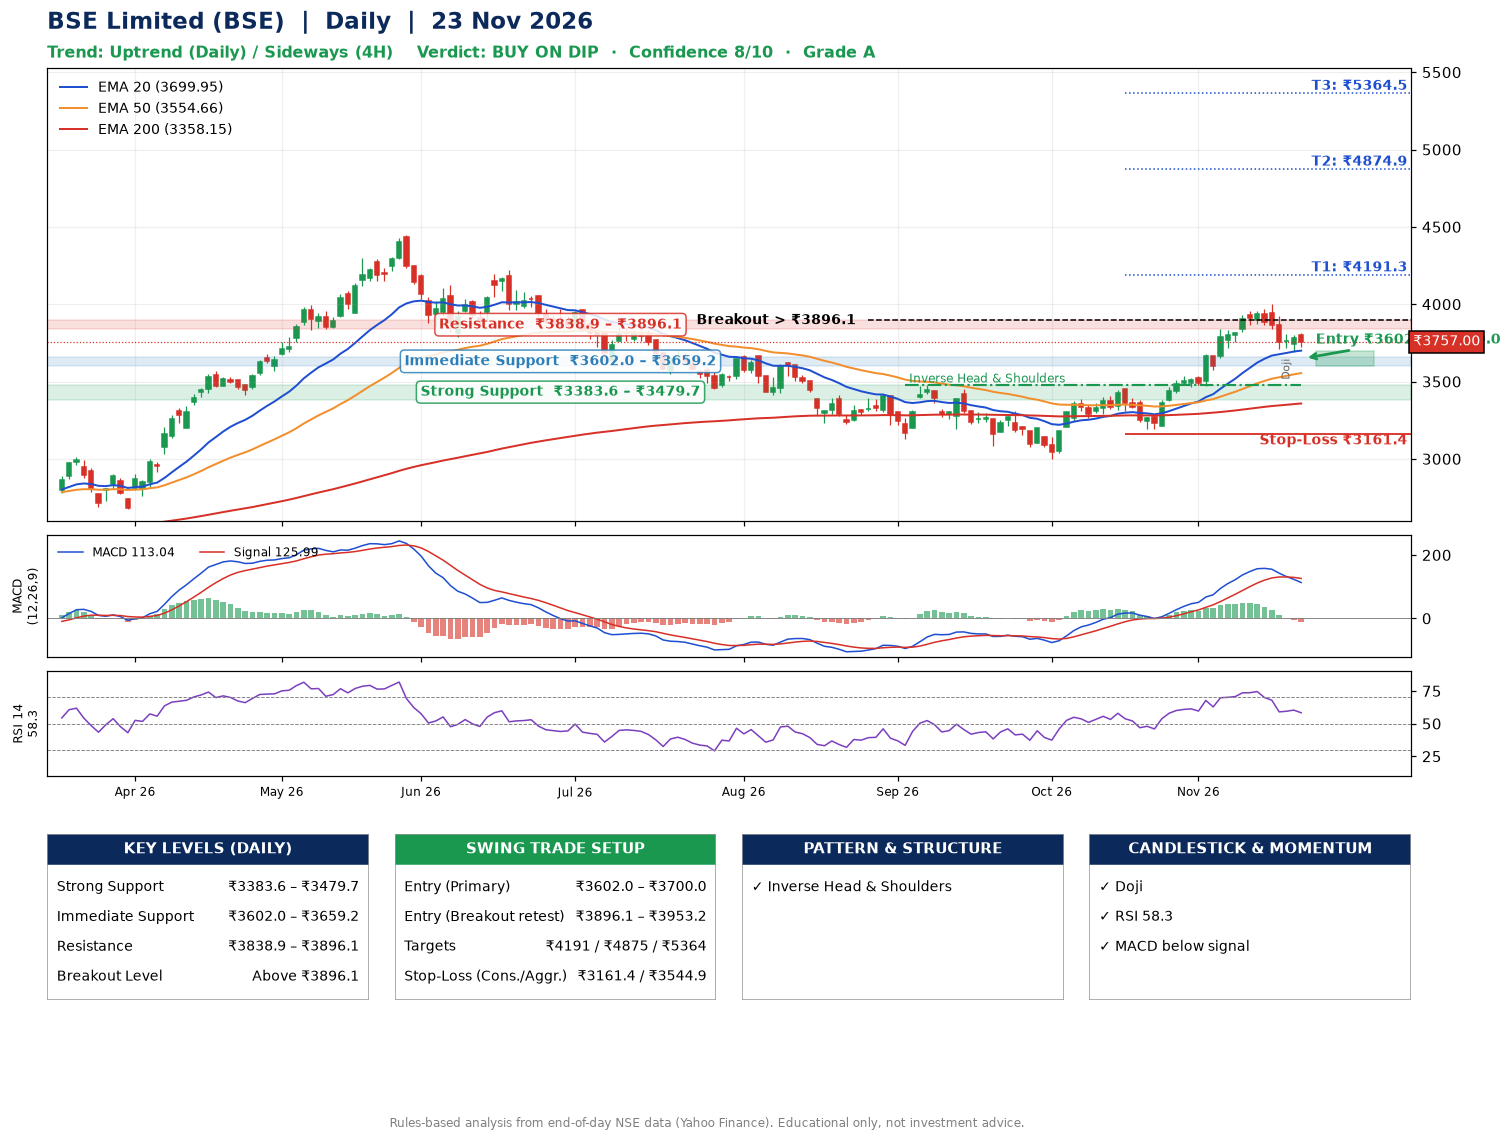 BSE Limited (BSE) | Daily | 23 Nov 2026
Trend: Uptrend (Daily) / Sideways (4H) Verdict: BUY ON DIP · Confidence 8/10 · Grade A
EMA 20 (3699.95)
EMA 50 (3554.66)
EMA 200 (3358.15)
T3: ₹5364.5
T2: ₹4874.9
T1: ₹4191.3
Resistance ₹3838.9 – ₹3896.1
Breakout > ₹3896.1
Immediate Support ₹3602.0 – ₹3659.2
Strong Support ₹3383.6 – ₹3479.7
Inverse Head & Shoulders
Doji
Entry ₹3602
.0
₹3757.00
Stop-Loss ₹3161.4
5500
5000
4500
4000
3500
3000
MACD 113.04
Signal 125.99
MACD
(12,26,9)
200
0
RSI 14
58.3
75
50
25
Apr 26
May 26
Jun 26
Jul 26
Aug 26
Sep 26
Oct 26
Nov 26
KEY LEVELS (DAILY)
Strong Support ₹3383.6 – ₹3479.7
Immediate Support ₹3602.0 – ₹3659.2
Resistance ₹3838.9 – ₹3896.1
Breakout Level Above ₹3896.1
SWING TRADE SETUP
Entry (Primary) ₹3602.0 – ₹3700.0
Entry (Breakout retest) ₹3896.1 – ₹3953.2
Targets ₹4191 / ₹4875 / ₹5364
Stop-Loss (Cons./Aggr.) ₹3161.4 / ₹3544.9
PATTERN & STRUCTURE
✓ Inverse Head & Shoulders
CANDLESTICK & MOMENTUM
✓ Doji
✓ RSI 58.3
✓ MACD below signal
Rules-based analysis from end-of-day NSE data (Yahoo Finance). Educational only, not investment advice.